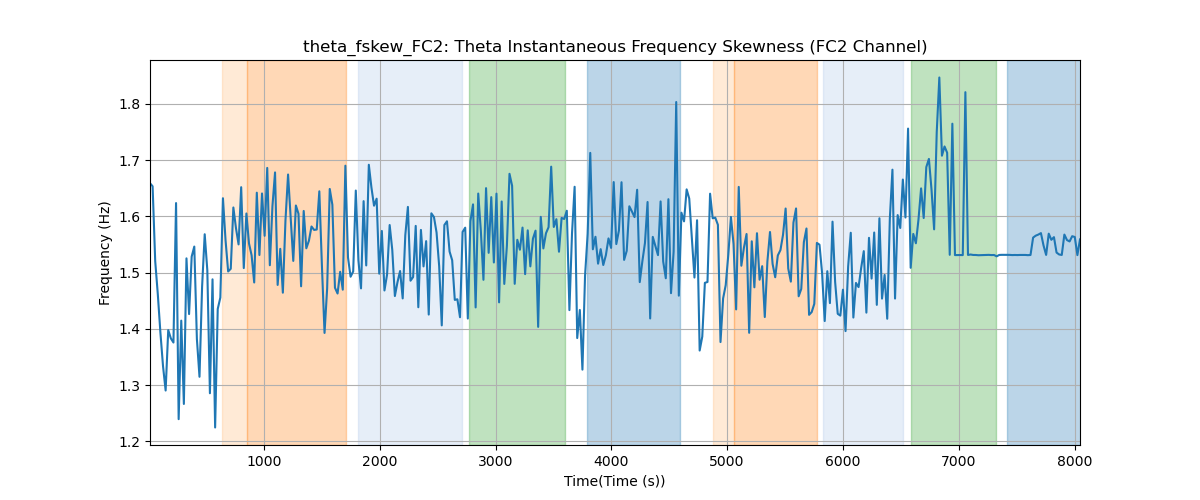 theta_fskew_FC2: Theta Instantaneous Frequency Skewness (FC2 Channel)
Frequency (Hz)
1.8
1.7
1.6
1.5
1.4
1.3
1.2
1000 2000 3000 4000 5000 6000 7000 8000
Time(Time (s))